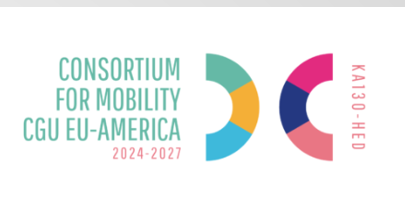 CONSORTIUM
FOR MOBILITY
CGU EU-AMERICA
2024-2027
KA130-HED